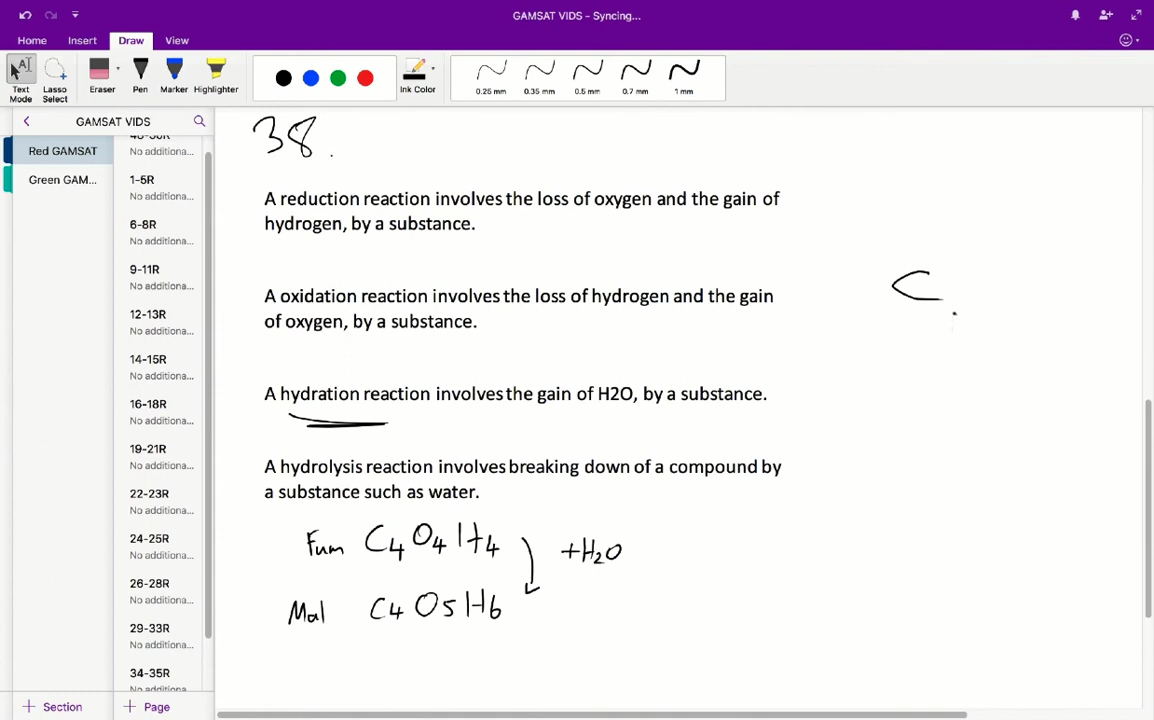 GAMSAT VIDS - Syncing...
Home Insert Draw View
Text Mode
Lasso Select
Eraser
Pen
Marker
Highlighter
Ink Color
0.25 mm 0.35 mm 0.5 mm 0.7 mm 1 mm
GAMSAT VIDS
Red GAMSAT
Green GAM...
No additiona...
1-5R
No additiona...
6-8R
No additiona...
9-11R
No additiona...
12-13R
No additiona...
14-15R
No additiona...
16-18R
No additiona...
19-21R
No additiona...
22-23R
No additiona...
24-25R
No additiona...
26-28R
No additiona...
29-33R
No additiona...
34-35R
No additiona...
+ Section
+ Page
38.
A reduction reaction involves the loss of oxygen and the gain of
hydrogen, by a substance.
A oxidation reaction involves the loss of hydrogen and the gain
of oxygen, by a substance.
A hydration reaction involves the gain of H2O, by a substance.
A hydrolysis reaction involves breaking down of a compound by
a substance such as water.
Fum C4O4H4 +H2O
Mal C4O5H6
C